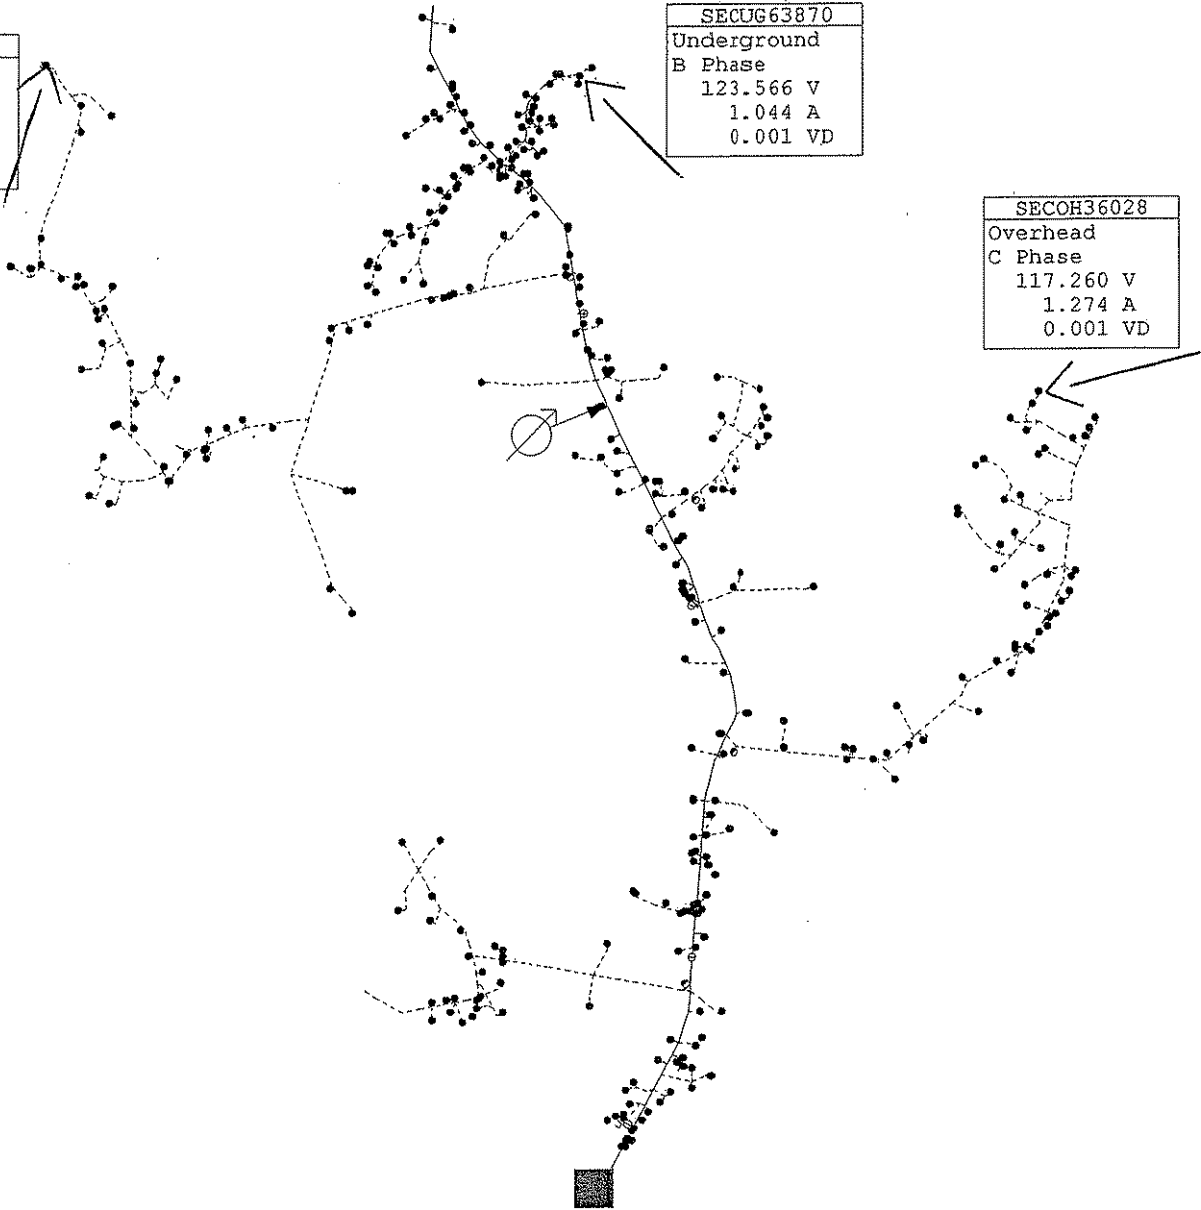 SECUG63870
Underground
B Phase
123.566 V
1.044 A
0.001 VD
SECOH36028
Overhead
C Phase
117.260 V
1.274 A
0.001 VD